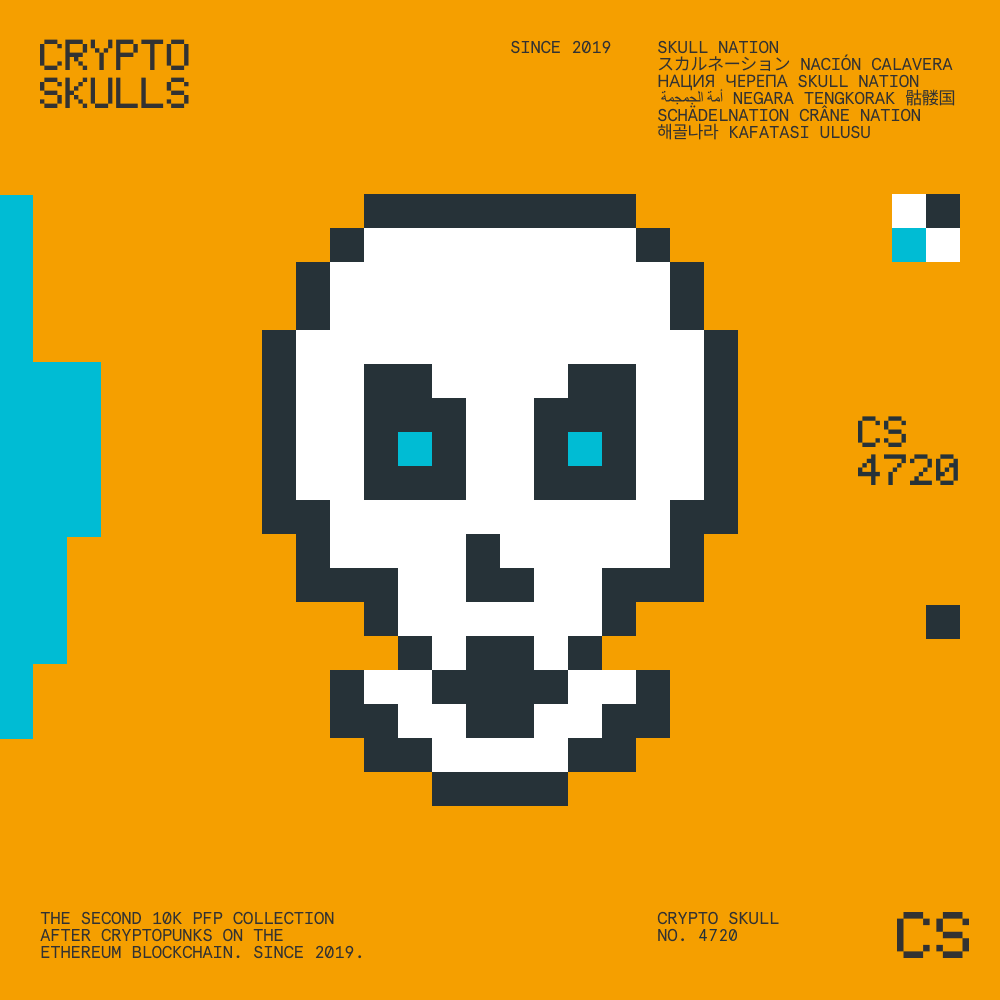 CRYPTO
SKULLS
SINCE 2019
SKULL NATION
スカルネーション NACIÓN CALAVERA
НАЦИЯ ЧЕРЕПА SKULL NATION
أمة الجمجمة NEGARA TENGKORAK 骷髅国
SCHÄDELNATION CRÂNE NATION
해골나라 KAFATASI ULUSU
CS
4720
THE SECOND 10K PFP COLLECTION
AFTER CRYPTOPUNKS ON THE
ETHEREUM BLOCKCHAIN. SINCE 2019.
CRYPTO SKULL
NO. 4720
CS